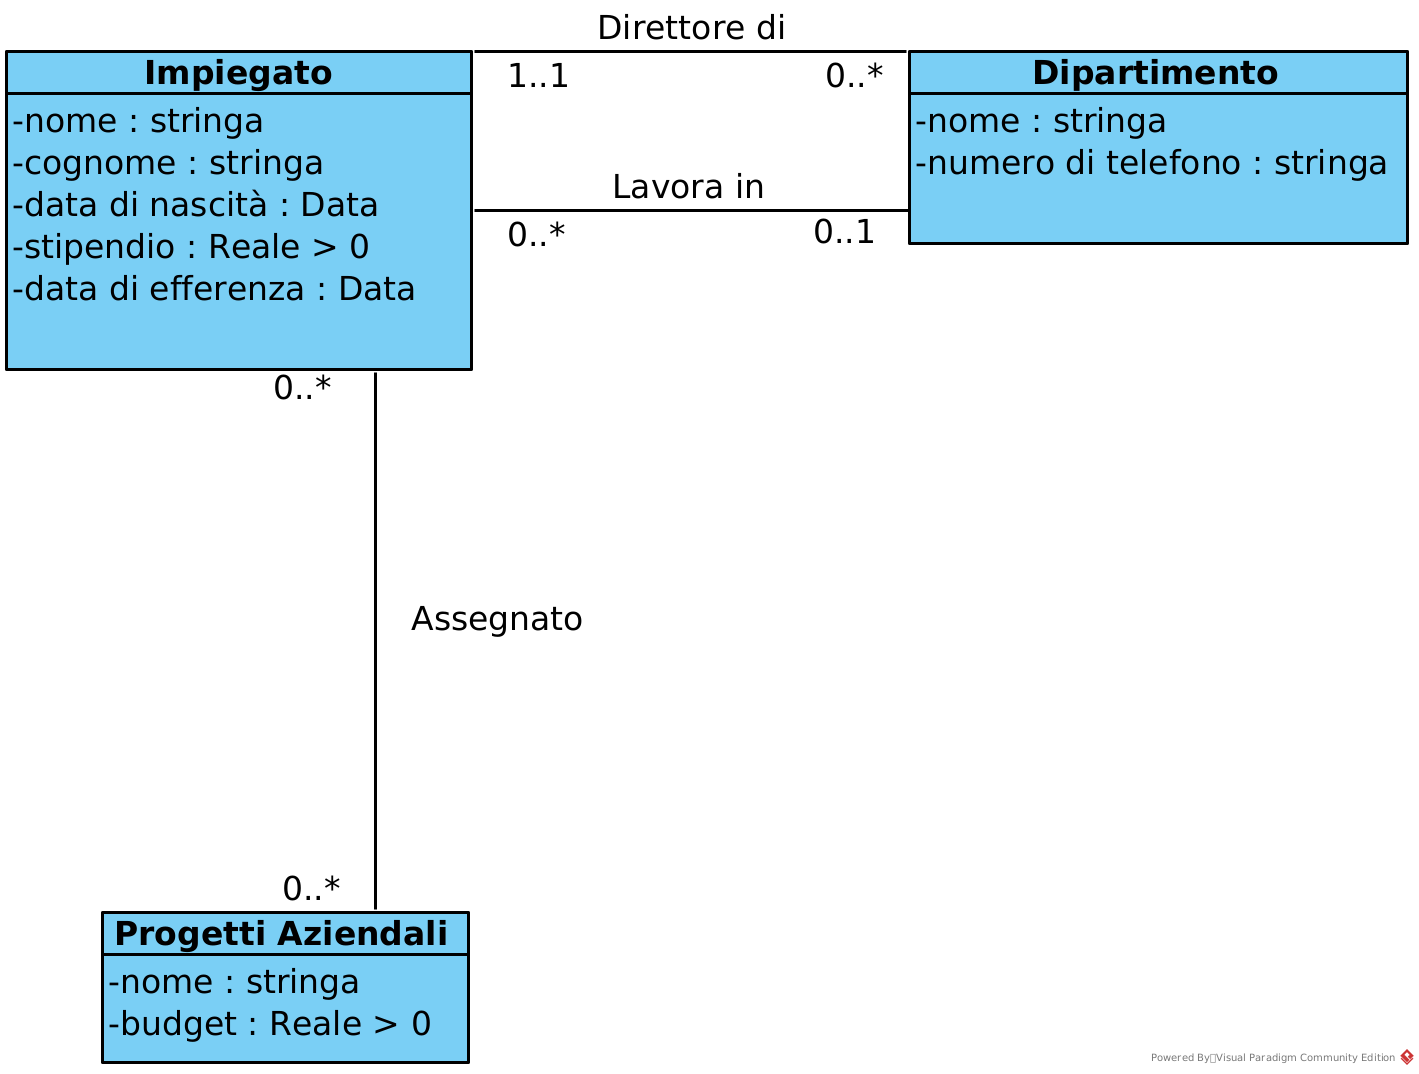 Direttore di
Impiegato
-nome : stringa
-cognome : stringa
-data di nascità : Data
-stipendio : Reale > 0
-data di efferenza : Data
1..1
0..*
Dipartimento
-nome : stringa
-numero di telefono : stringa
Lavora in
0..*
0..1
0..*
Assegnato
0..*
Progetti Aziendali
-nome : stringa
-budget : Reale > 0
Powered By Visual Paradigm Community Edition